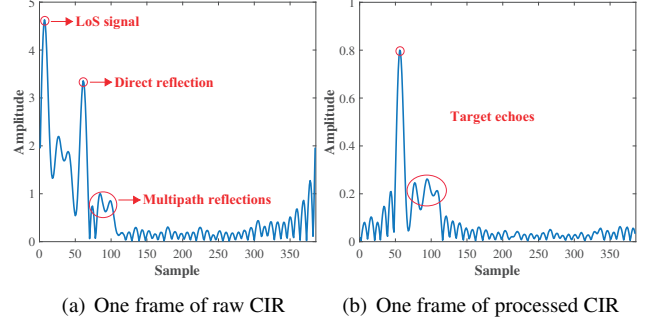 5
4
3
2
1
0
0 50 100 150 200 250 300 350
Amplitude
Sample
LoS signal
Direct reflection
Multipath reflections
(a) One frame of raw CIR
1
0.8
0.6
0.4
0.2
0
0 50 100 150 200 250 300 350
Amplitude
Sample
Target echoes
(b) One frame of processed CIR